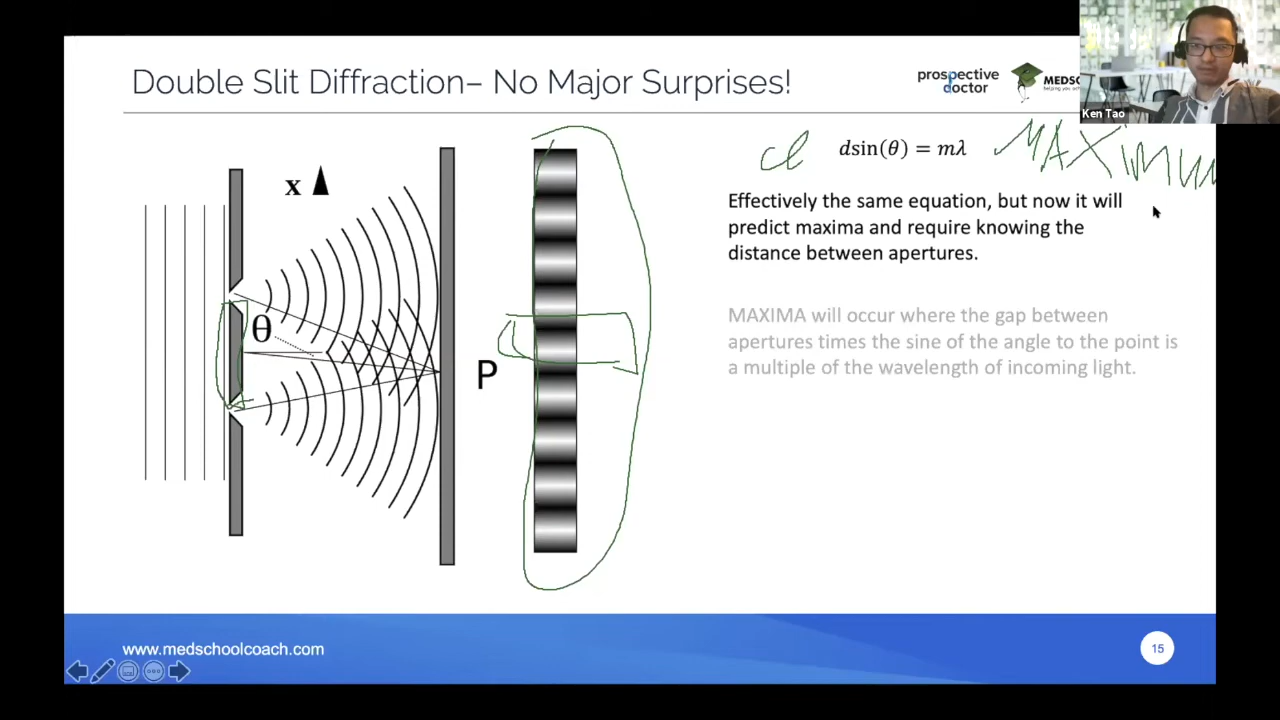 Double Slit Diffraction– No Major Surprises!
prospective
doctor
MEDSC
Ken Tao
d
dsin(θ) = mλ
MAXIMUM
Effectively the same equation, but now it will
predict maxima and require knowing the
distance between apertures.
MAXIMA will occur where the gap between
apertures times the sine of the angle to the point is
a multiple of the wavelength of incoming light.
x
θ
P
www.medschoolcoach.com
15